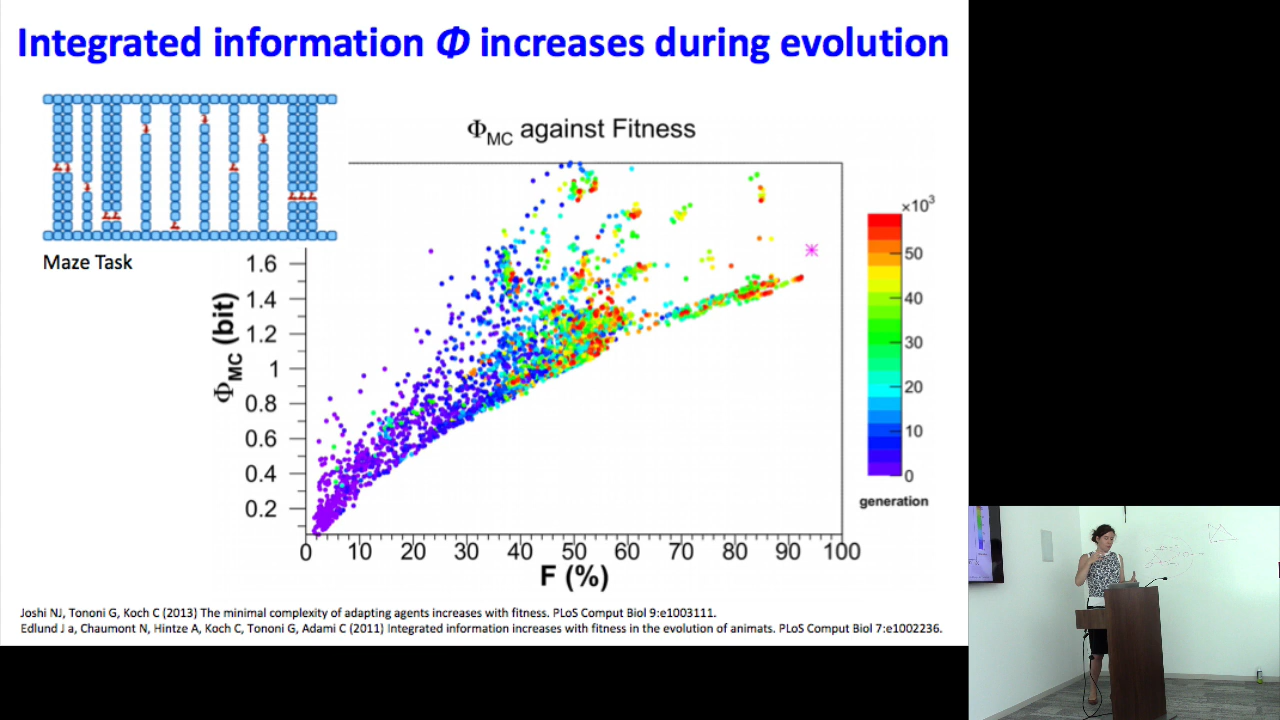 Integrated information Φ increases during evolution
Maze Task
ΦMC against Fitness
ΦMC (bit)
1.6
1.4
1.2
1
0.8
0.6
0.4
0.2
0 10 20 30 40 50 60 70 80 90 100
F (%)
×10³
50
40
30
20
10
0
generation
Joshi NJ, Tononi G, Koch C (2013) The minimal complexity of adapting agents increases with fitness. PLoS Comput Biol 9:e1003111.
Edlund J a, Chaumont N, Hintze A, Koch C, Tononi G, Adami C (2011) Integrated information increases with fitness in the evolution of animats. PLoS Comput Biol 7:e1002236.